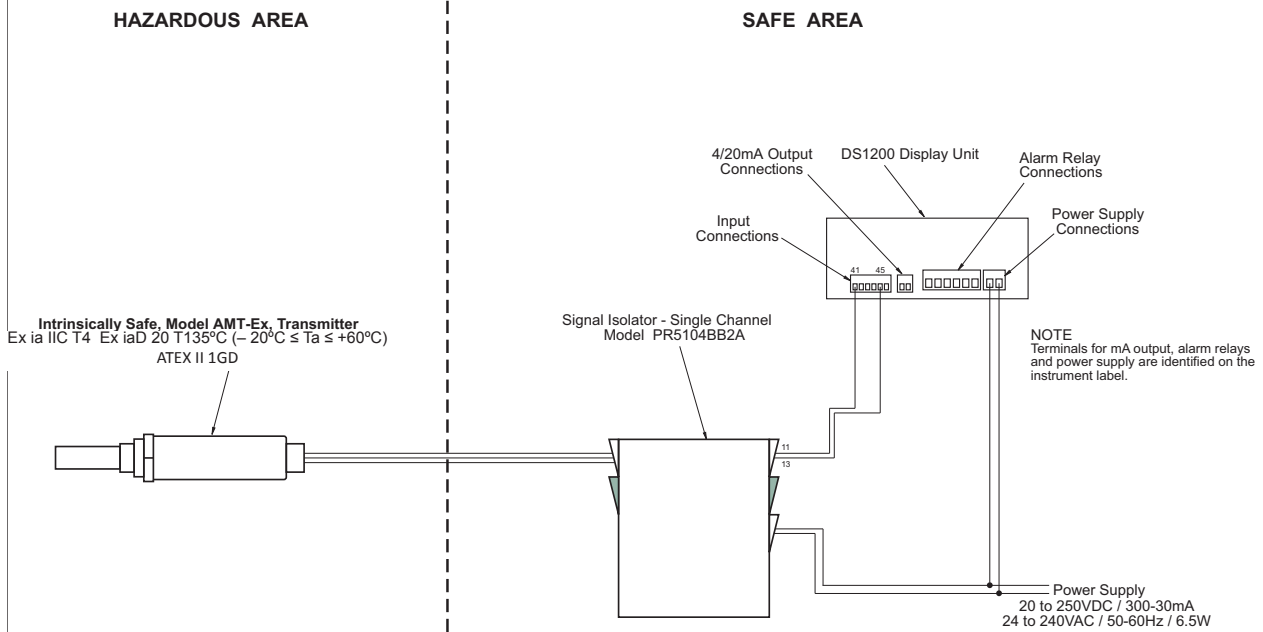 HAZARDOUS AREA
SAFE AREA
4/20mA Output
Connections
DS1200 Display Unit
Alarm Relay
Connections
Input
Connections
Power Supply
Connections
41
45
Intrinsically Safe, Model AMT-Ex, Transmitter
Ex ia IIC T4 Ex iaD 20 T135ºC (– 20ºC ≤ Ta ≤ +60ºC)
ATEX II 1GD
Signal Isolator - Single Channel
Model PR5104BB2A
NOTE
Terminals for mA output, alarm relays
and power supply are identified on the
instrument label.
11
13
Power Supply
20 to 250VDC / 300-30mA
24 to 240VAC / 50-60Hz / 6.5W